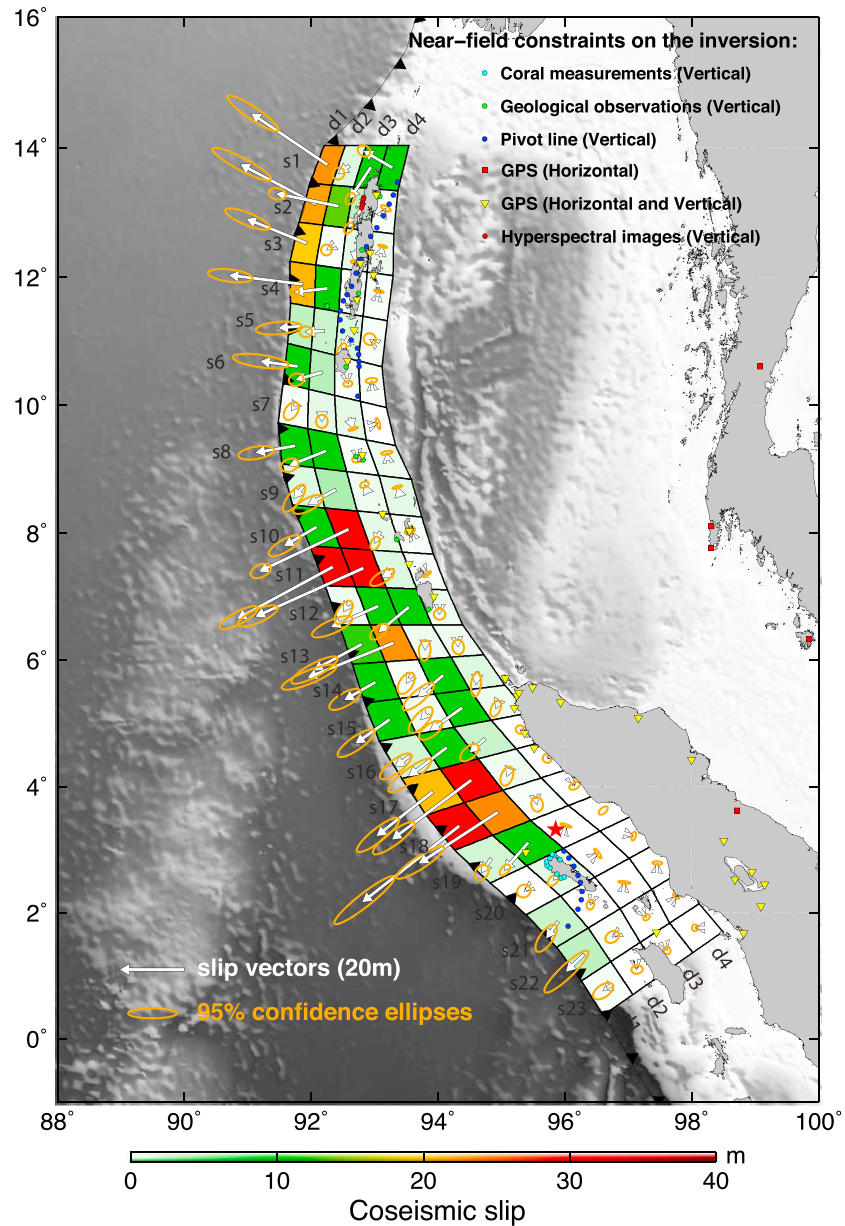 16°
Near–field constraints on the inversion:
Coral measurements (Vertical)
Geological observations (Vertical)
Pivot line (Vertical)
GPS (Horizontal)
GPS (Horizontal and Vertical)
Hyperspectral images (Vertical)
14°
d1
d2
d3
d4
s1
s2
s3
12°
s4
s5
s6
10°
s7
s8
s9
8°
s10
s11
s12
6°
s13
s14
s15
4°
s16
s17
s18
s19
2°
s20
s21
s22
s23
d1
d2
d3
d4
slip vectors (20m)
95% confidence ellipses
0°
88°
90°
92°
94°
96°
98°
100°
m
0
10
20
30
40
Coseismic slip